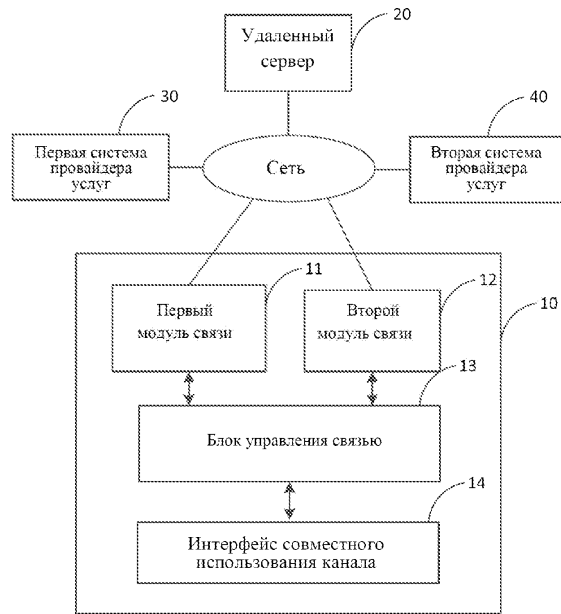 20
Удаленный
сервер
30
40
Первая система
провайдера
услуг
Сеть
Вторая система
провайдера
услуг
11
12
10
Первый
модуль связи
Второй
модуль связи
13
Блок управления связью
14
Интерфейс совместного
использования канала